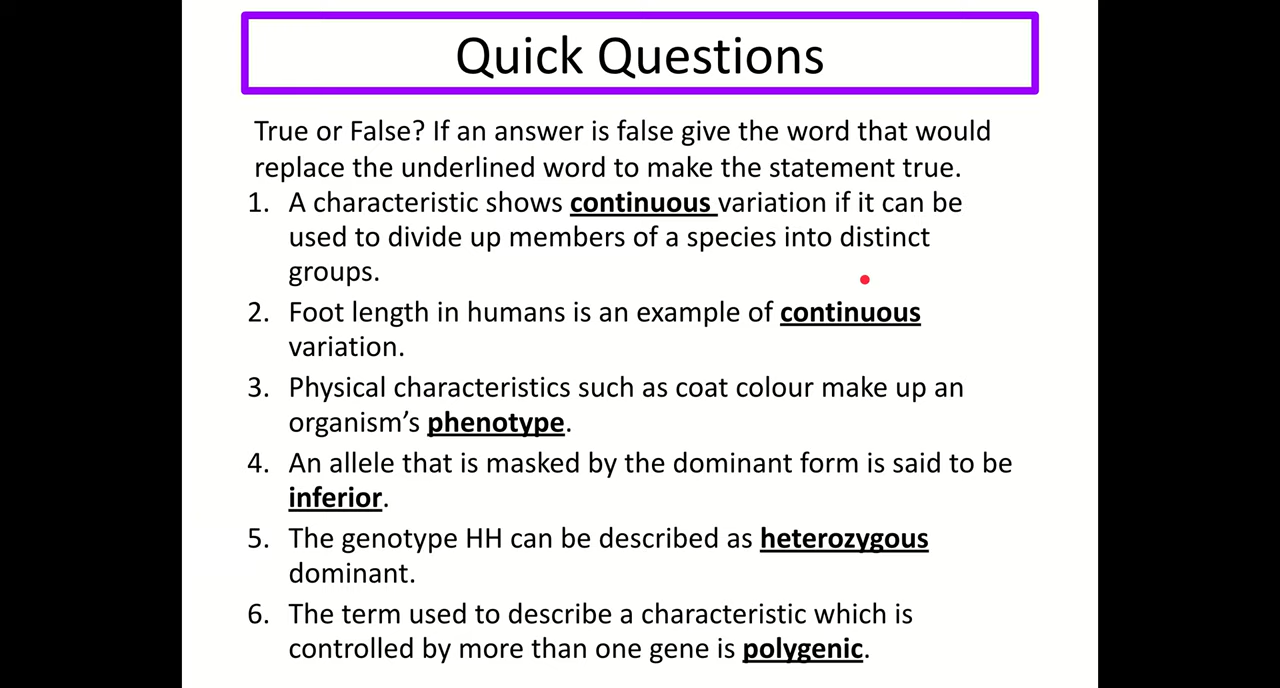 Quick Questions
True or False? If an answer is false give the word that would
replace the underlined word to make the statement true.
1. A characteristic shows continuous variation if it can be
used to divide up members of a species into distinct
groups.
2. Foot length in humans is an example of continuous
variation.
3. Physical characteristics such as coat colour make up an
organism’s phenotype.
4. An allele that is masked by the dominant form is said to be
inferior.
5. The genotype HH can be described as heterozygous
dominant.
6. The term used to describe a characteristic which is
controlled by more than one gene is polygenic.